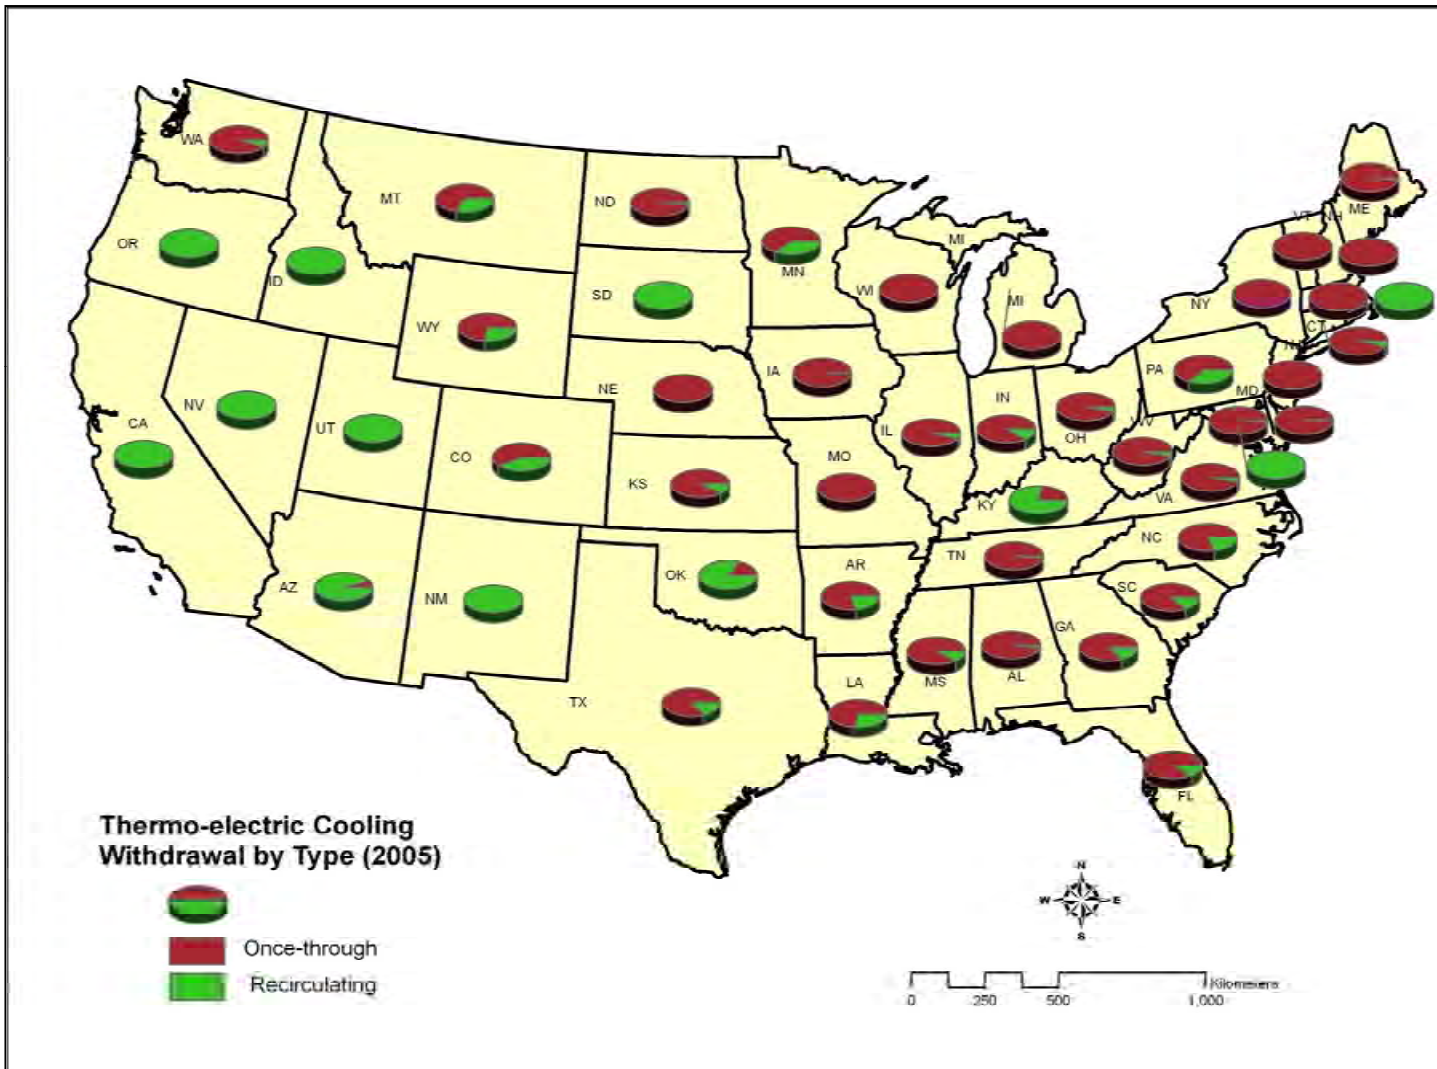 WA
MT
ND
ME
VT
NH
OR
MN
MI
ID
SD
WI
MI
NY
WY
CT
IA
PA
NE
MD
IN
NV
CA
UT
IL
OH
CO
MO
KS
VA
KY
NC
TN
AR
OK
AZ
NM
SC
GA
LA
MS
AL
TX
FL
Thermo-electric Cooling
Withdrawal by Type (2005)
Once-through
Recirculating
N
W E
S
Kilometers
0 250 500 1,000